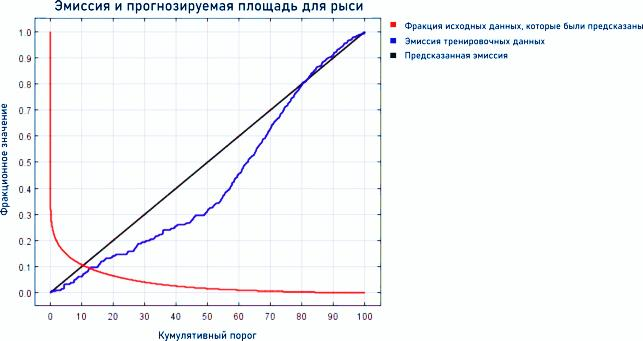 Эмиссия и прогнозируемая площадь для рыси
Фракция исходных данных, которые были предсказаны
Эмиссия тренировочных данных
Предсказанная эмиссия
Фракционное значение
1.0
0.9
0.8
0.7
0.6
0.5
0.4
0.3
0.2
0.1
0.0
0 10 20 30 40 50 60 70 80 90 100
Кумулятивный порог